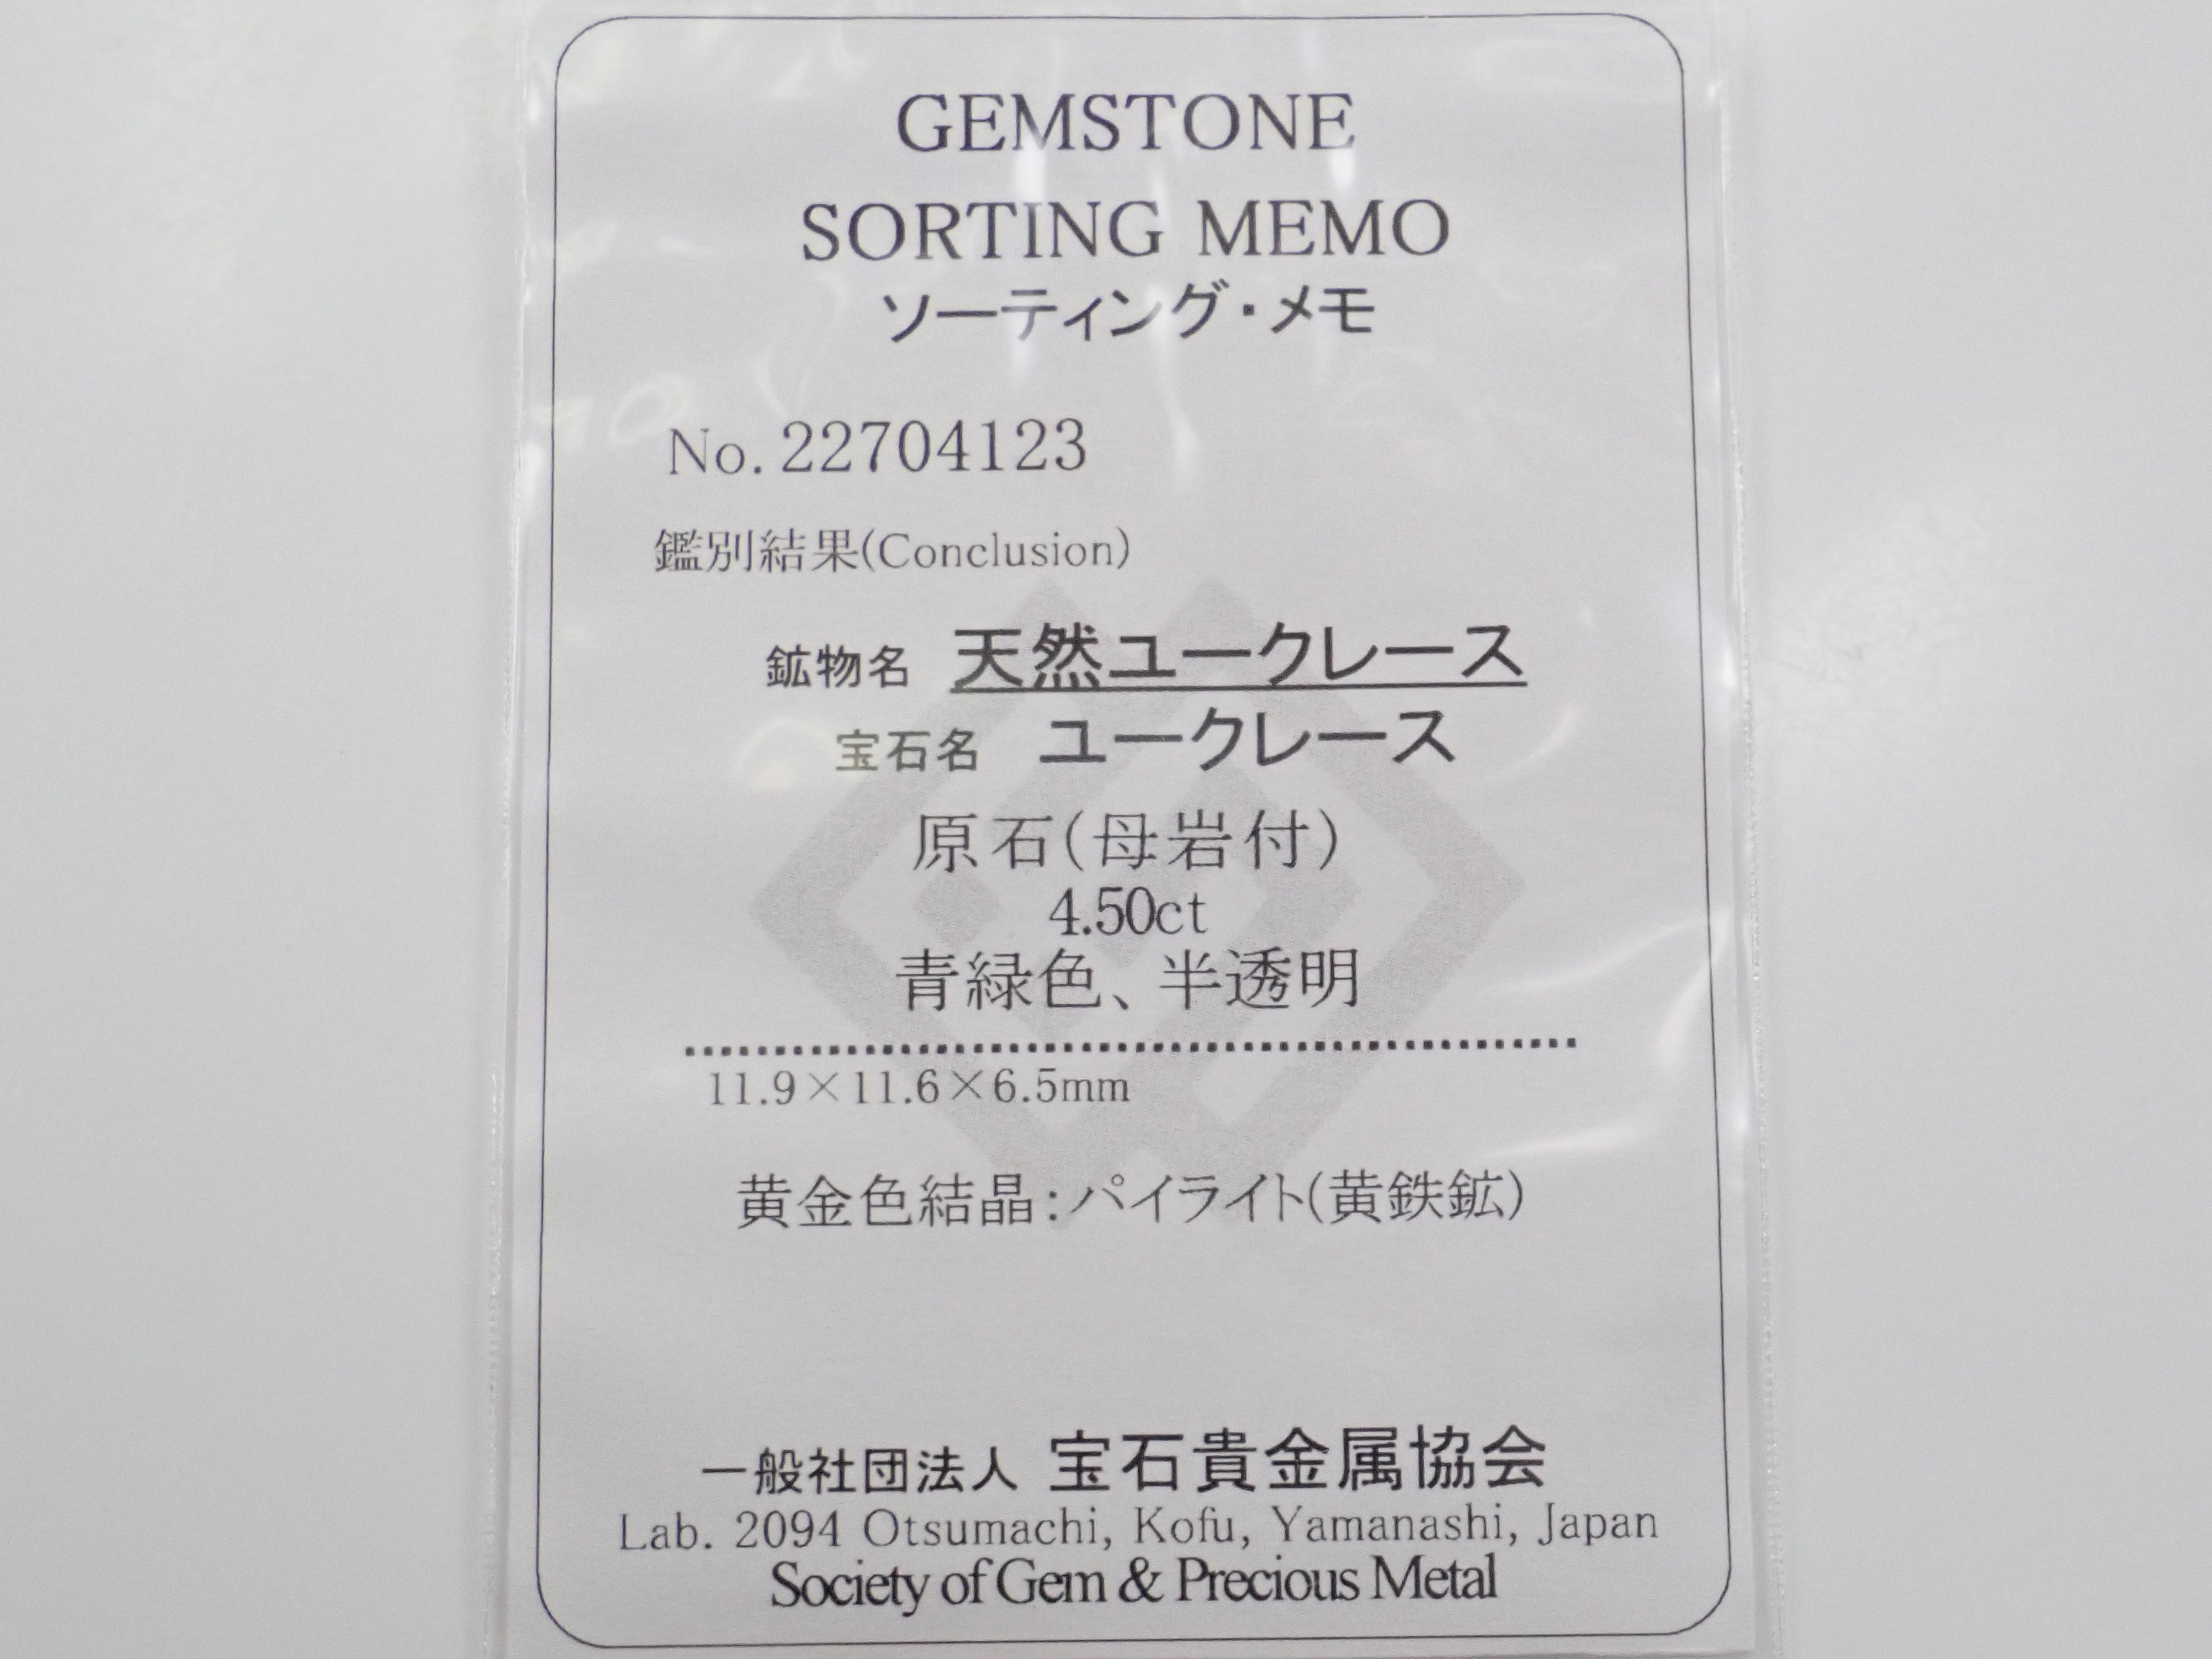 GEMSTONE
SORTING MEMO
ソーティング・メモ
No. 22704123
鑑別結果(Conclusion)
鉱物名 天然ユークレース
宝石名 ユークレース
原石(母岩付)
4.50ct
青緑色、半透明
11.9×11.6×6.5mm
黄金色結晶:パイライト(黄鉄鉱)
一般社団法人 宝石貴金属協会
Lab. 2094 Otsumachi, Kofu, Yamanashi, Japan
Society of Gem & Precious Metal